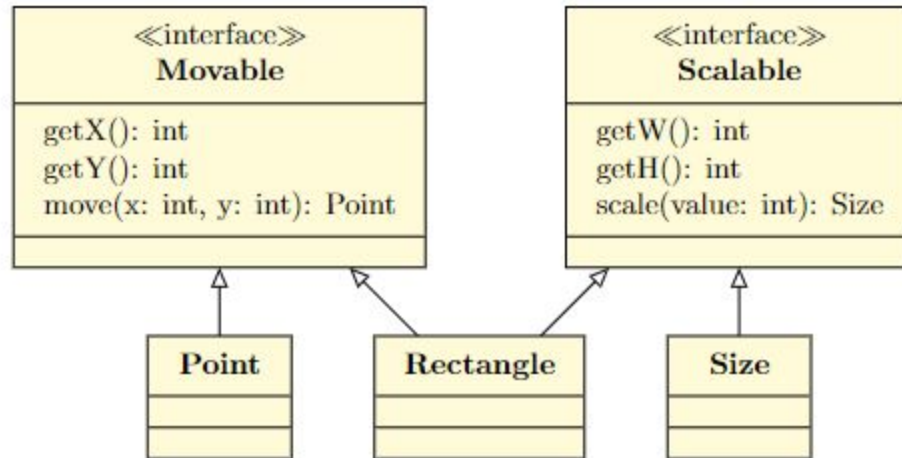 ≪interface≫
Movable
getX(): int
getY(): int
move(x: int, y: int): Point
≪interface≫
Scalable
getW(): int
getH(): int
scale(value: int): Size
Point
Rectangle
Size